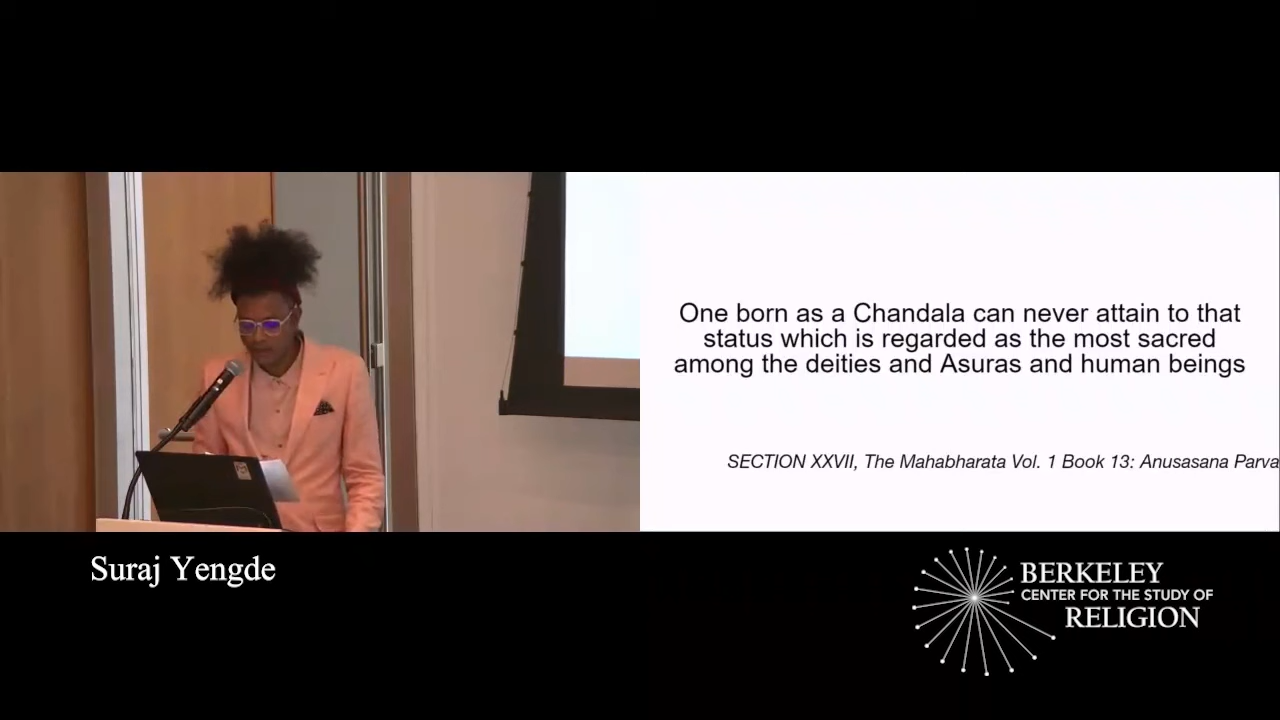 One born as a Chandala can never attain to that
status which is regarded as the most sacred
among the deities and Asuras and human beings
SECTION XXVII, The Mahabharata Vol. 1 Book 13: Anusasana Parva
Suraj Yengde
BERKELEY
CENTER FOR THE STUDY OF
RELIGION